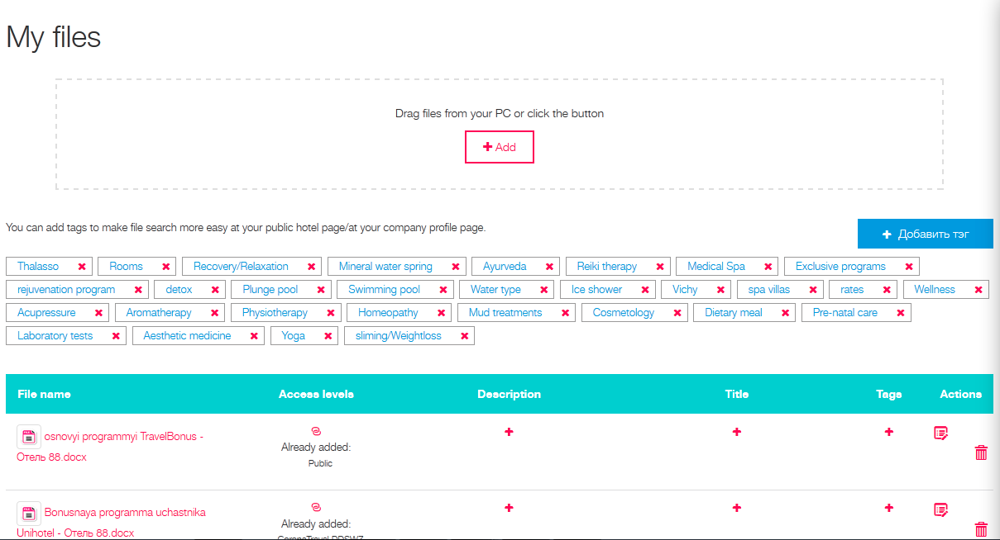 My files
Drag files from your PC or click the button
Add
You can add tags to make file search more easy at your public hotel page/at your company profile page.
Добавить тэг
Thalasso Rooms Recovery/Relaxation Mineral water spring Ayurveda Reiki therapy Medical Spa Exclusive programs
rejuvenation program detox Plunge pool Swimming pool Water type Ice shower Vichy spa villas rates Wellness
Acupressure Aromatherapy Physiotherapy Homeopathy Mud treatments Cosmetology Dietary meal Pre-natal care
Laboratory tests Aesthetic medicine Yoga sliming/Weightloss
File name Access levels Description Title Tags Actions
osnovyi programmyi TravelBonus -
Отель 88.docx
Already added:
Public
Bonusnaya programma uchastnika
Unihotel - Отель 88.docx
Already added: